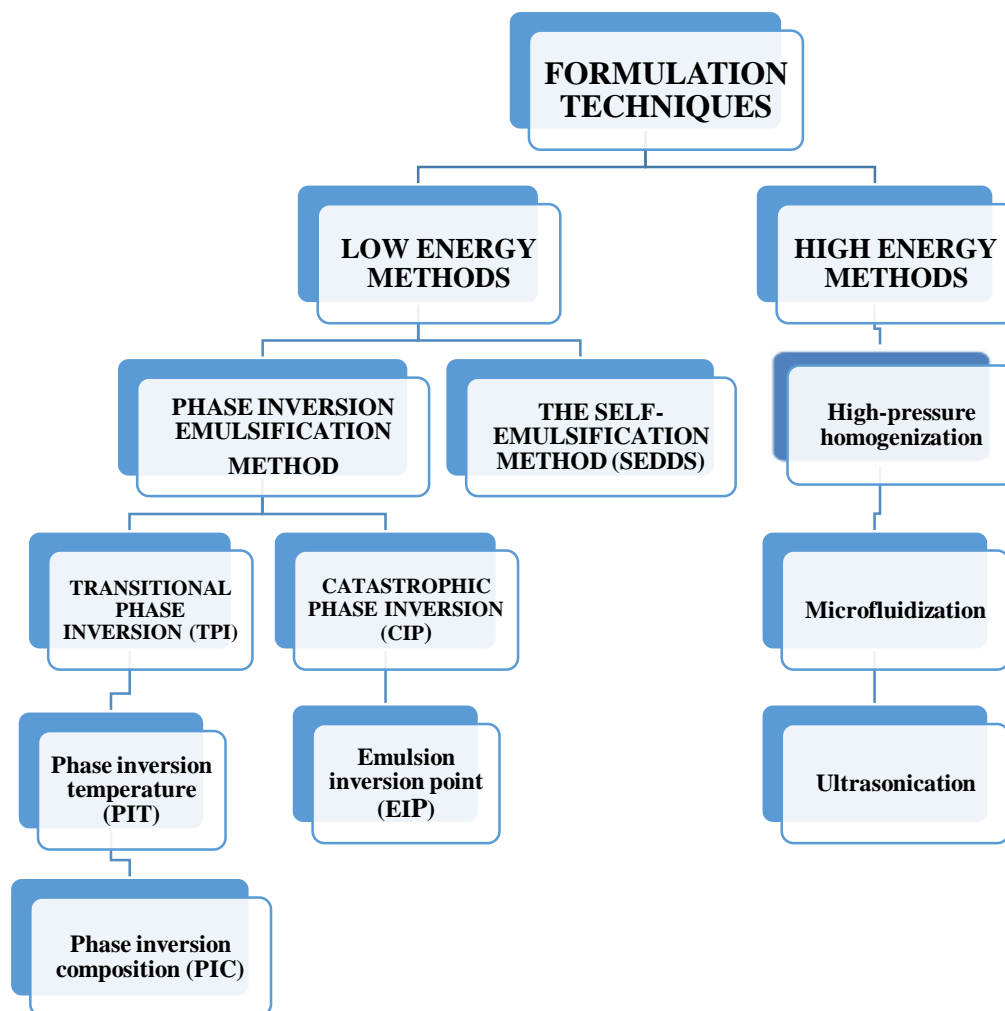 FORMULATION
TECHNIQUES
LOW ENERGY
METHODS
HIGH ENERGY
METHODS
PHASE INVERSION
EMULSIFICATION
METHOD
THE SELF-
EMULSIFICATION
METHOD (SEDDS)
High-pressure
homogenization
TRANSITIONAL
PHASE
INVERSION (TPI)
CATASTROPHIC
PHASE INVERSION
(CIP)
Microfluidization
Phase inversion
temperature
(PIT)
Emulsion
inversion point
(EIP)
Ultrasonication
Phase inversion
composition (PIC)